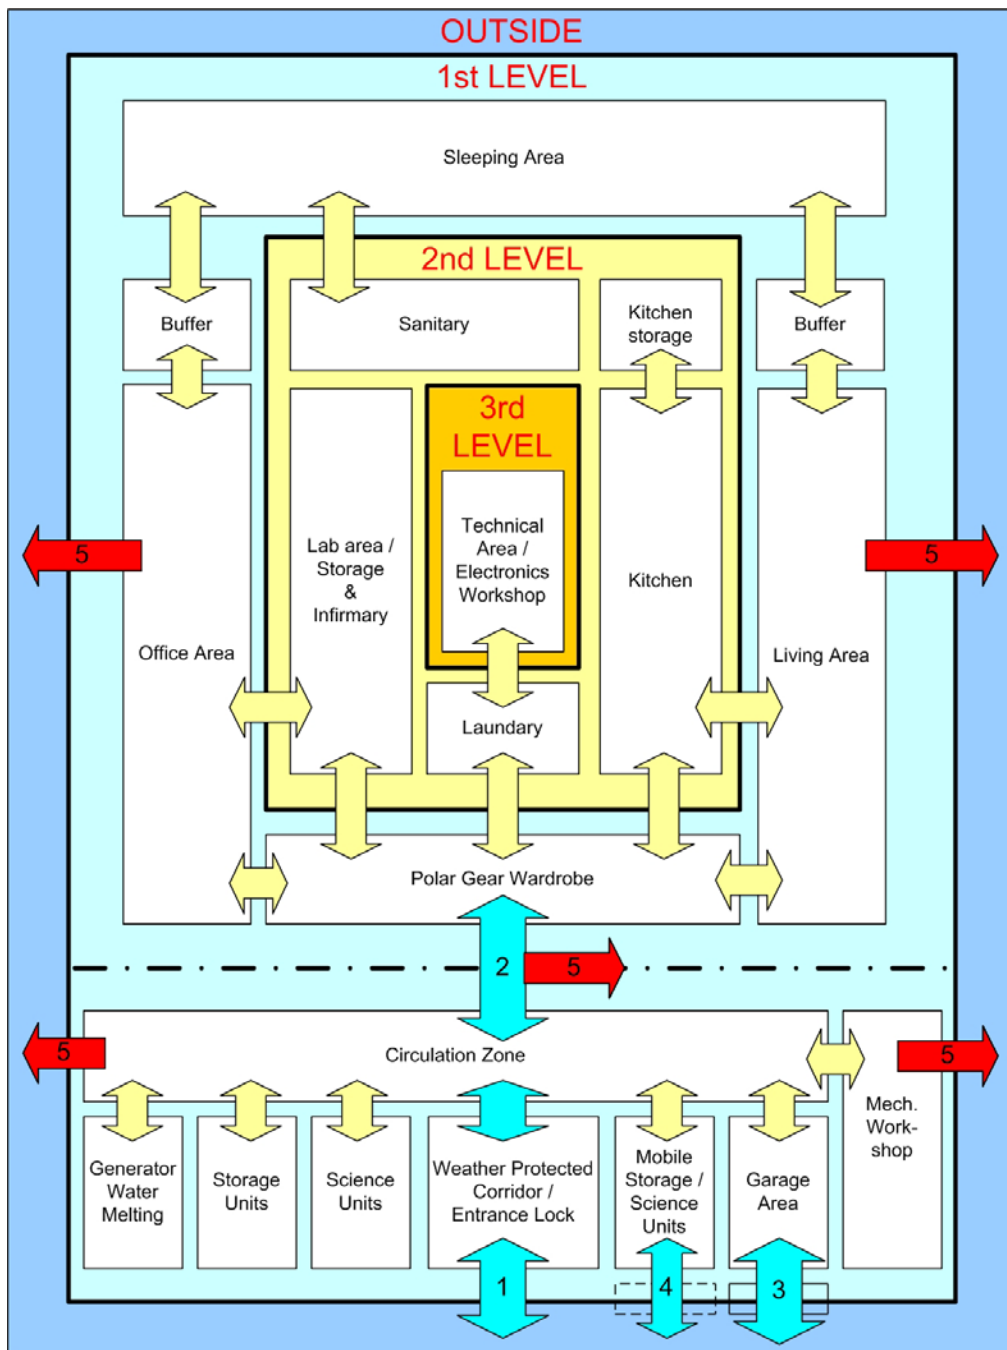 OUTSIDE
1st LEVEL
Sleeping Area
2nd LEVEL
Buffer
Sanitary
Kitchen
storage
Buffer
3rd
LEVEL
Technical
Area /
Electronics
Workshop
Lab area /
Storage
&
Infirmary
Kitchen
5
5
Office Area
Living Area
Laundary
Polar Gear Wardrobe
2
5
Circulation Zone
5
5
Mech.
Work-
shop
Generator
Water
Melting
Storage
Units
Science
Units
Weather Protected
Corridor /
Entrance Lock
Mobile
Storage /
Science
Units
Garage
Area
1
4
3